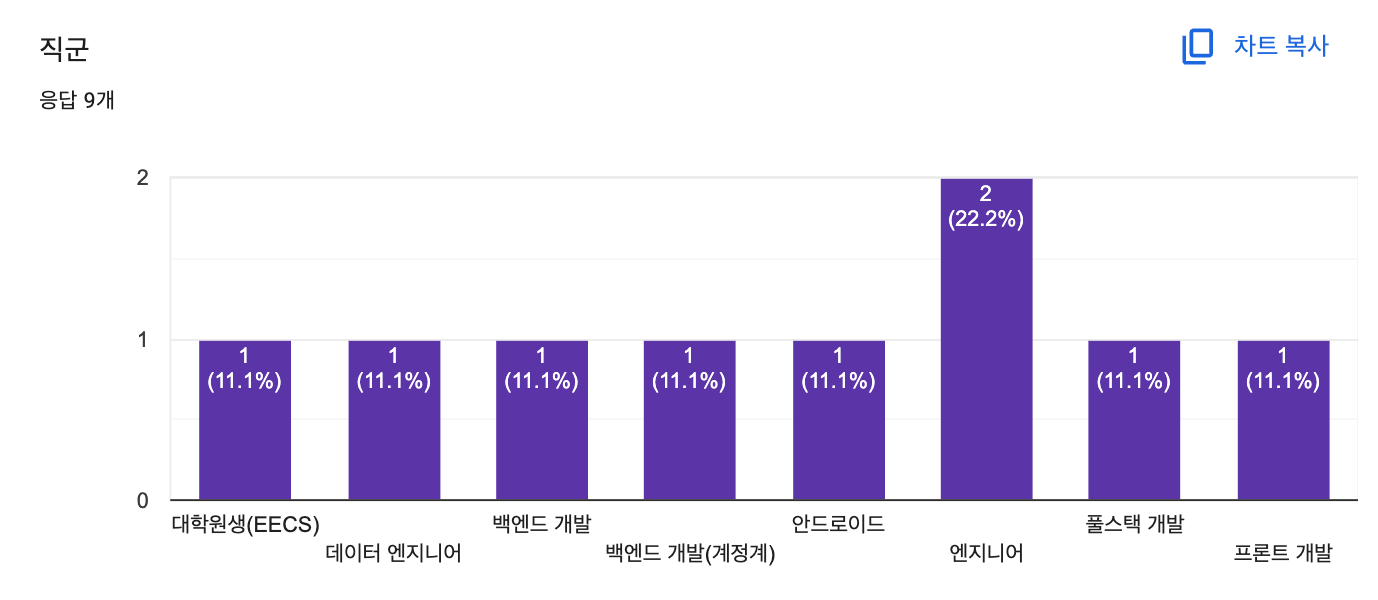 직군
차트 복사
응답 9개
2
1
0
2
(22.2%)
1
(11.1%)
1
(11.1%)
1
(11.1%)
1
(11.1%)
1
(11.1%)
1
(11.1%)
1
(11.1%)
대학원생(EECS)
데이터 엔지니어
백엔드 개발
백엔드 개발(계정계)
안드로이드
엔지니어
풀스택 개발
프론트 개발